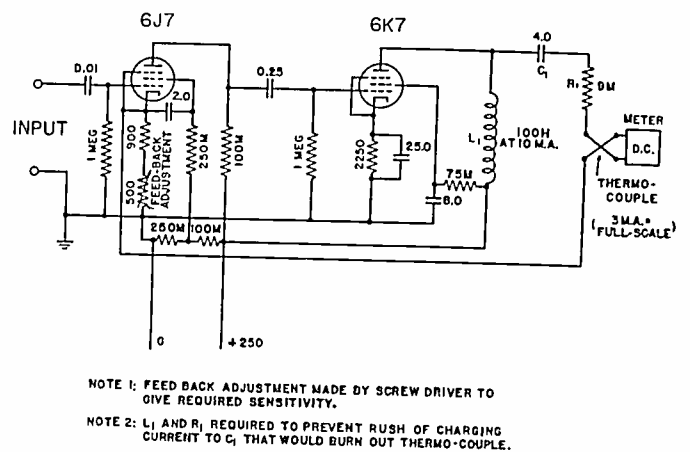 6J7
6K7
0.01
2.0
0.25
4.0
C1
R1
9M
INPUT
1 MEG
900
500
FEED-BACK
ADJUSTMENT
250M
100M
1 MEG
2250
25.0
75M
8.0
L1
100H
AT 10 M.A.
METER
D.C.
THERMO-
COUPLE
(3 M.A.=
FULL-SCALE)
250M
100M
0
+250
NOTE 1: FEED BACK ADJUSTMENT MADE BY SCREW DRIVER TO
GIVE REQUIRED SENSITIVITY.
NOTE 2: L1 AND R1 REQUIRED TO PREVENT RUSH OF CHARGING
CURRENT TO C1 THAT WOULD BURN OUT THERMO-COUPLE.